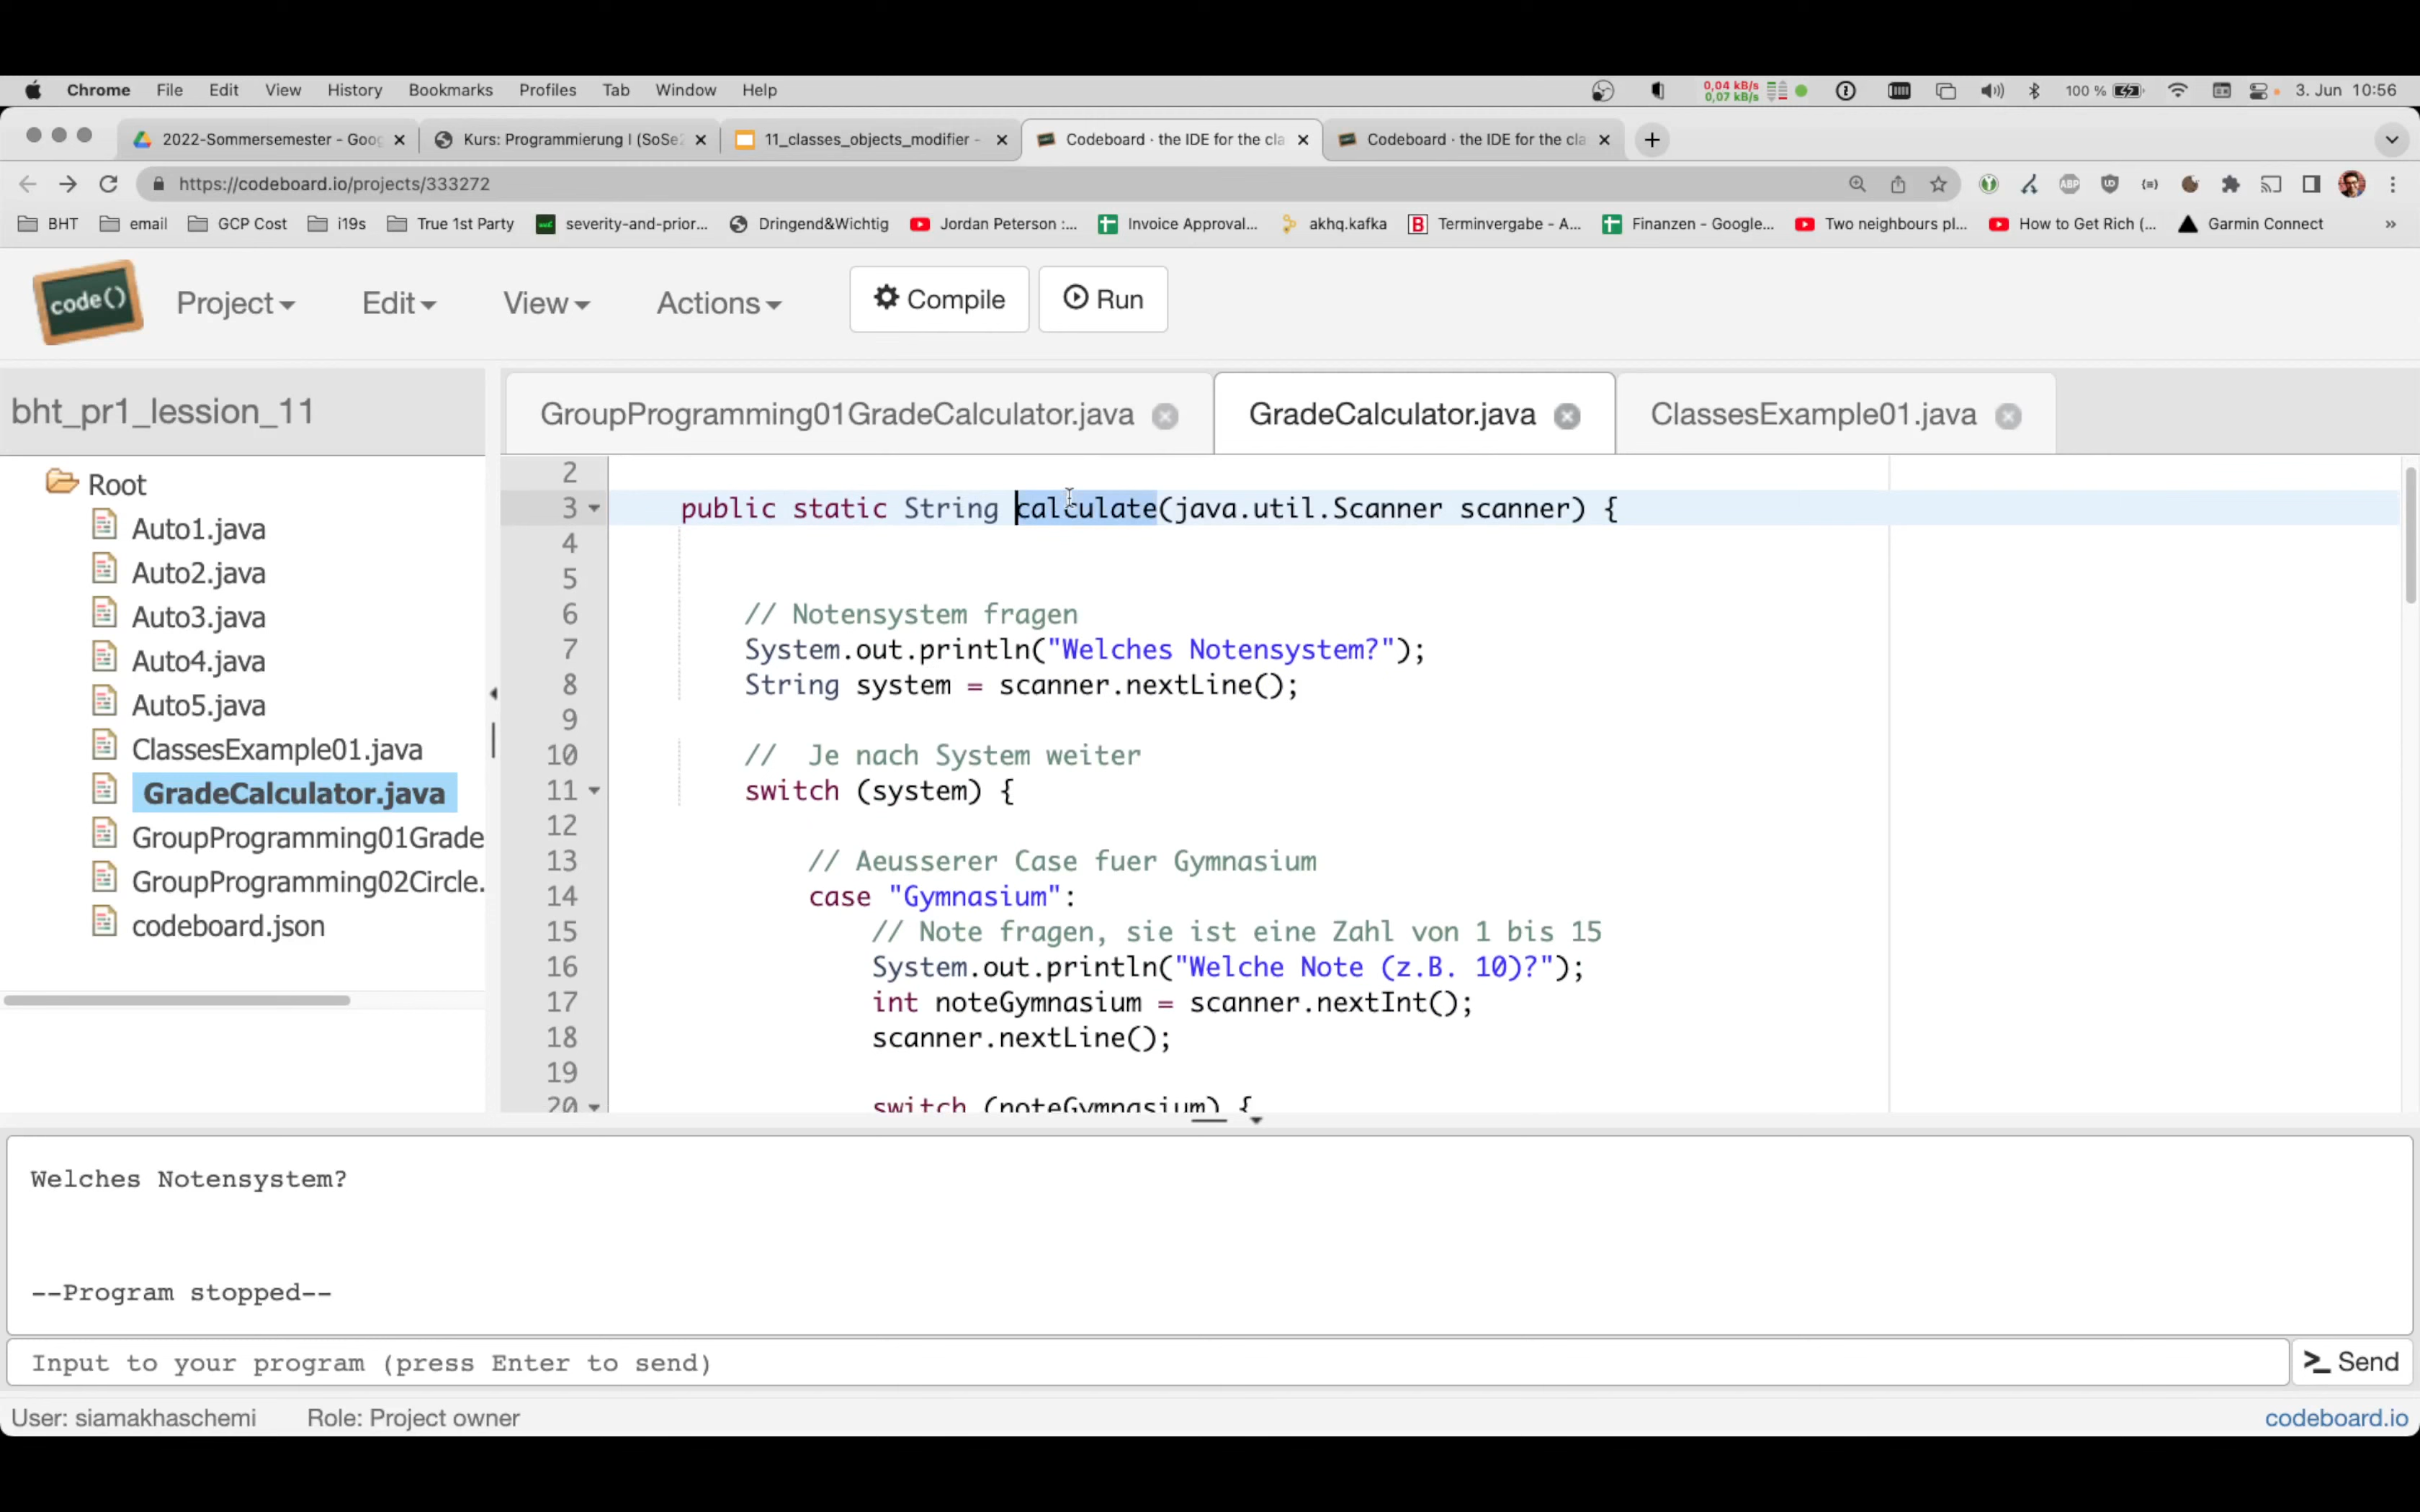 Chrome File Edit View History Bookmarks Profiles Tab Window Help 0,04 kB/s 0,07 kB/s 100 % 3. Jun 10:56
2022-Sommersemester - Goog Kurs: Programmierung I (SoSe2 11_classes_objects_modifier - Codeboard · the IDE for the cla Codeboard · the IDE for the cla
https://codeboard.io/projects/333272
BHT email GCP Cost i19s True 1st Party severity-and-prior... Dringend&Wichtig Jordan Peterson :... Invoice Approval... akhq.kafka Terminvergabe - A... Finanzen - Google... Two neighbours pl... How to Get Rich (... Garmin Connect »
code() Project Edit View Actions Compile Run
bht_pr1_lession_11
Root
Auto1.java
Auto2.java
Auto3.java
Auto4.java
Auto5.java
ClassesExample01.java
GradeCalculator.java
GroupProgramming01Grade
GroupProgramming02Circle.
codeboard.json
GroupProgramming01GradeCalculator.java GradeCalculator.java ClassesExample01.java
2
3 public static String calculate(java.util.Scanner scanner) {
4
5
6 // Notensystem fragen
7 System.out.println("Welches Notensystem?");
8 String system = scanner.nextLine();
9
10 // Je nach System weiter
11 switch (system) {
12
13 // Aeusserer Case fuer Gymnasium
14 case "Gymnasium":
15 // Note fragen, sie ist eine Zahl von 1 bis 15
16 System.out.println("Welche Note (z.B. 10)?");
17 int noteGymnasium = scanner.nextInt();
18 scanner.nextLine();
19
20 switch (noteGymnasium) {
Welches Notensystem?
--Program stopped--
Input to your program (press Enter to send)
Send
User: siamakhaschemi Role: Project owner codeboard.io